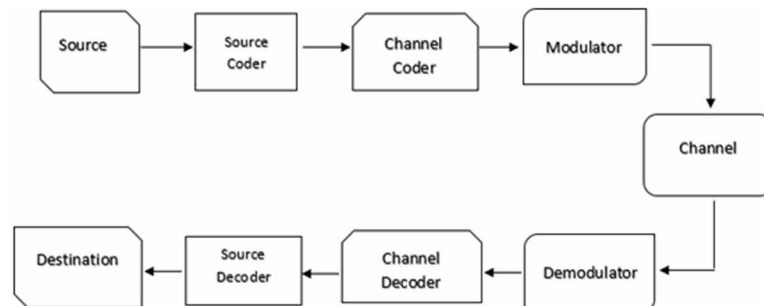 Source
Source
Coder
Channel
Coder
Modulator
Channel
Demodulator
Channel
Decoder
Source
Decoder
Destination